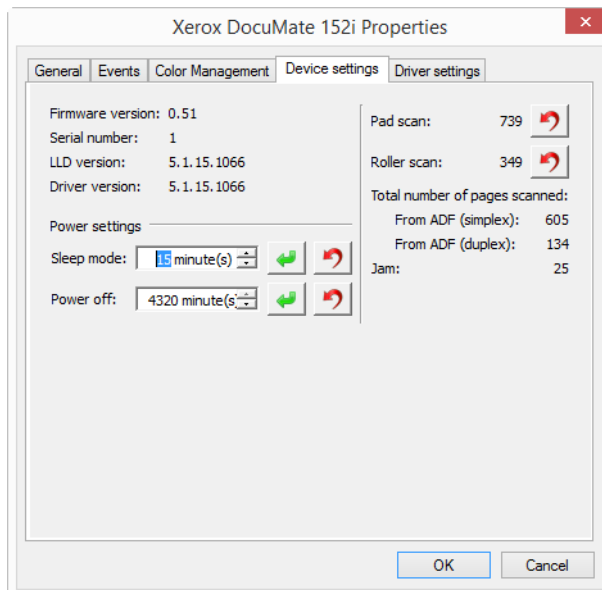 Xerox DocuMate 152i Properties
General Events Color Management Device settings Driver settings
Firmware version: 0.51
Serial number: 1
LLD version: 5.1.15.1066
Driver version: 5.1.15.1066
Power settings
Sleep mode: 15 minute(s)
Power off: 4320 minute(s)
Pad scan: 739
Roller scan: 349
Total number of pages scanned:
From ADF (simplex): 605
From ADF (duplex): 134
Jam: 25
OK Cancel